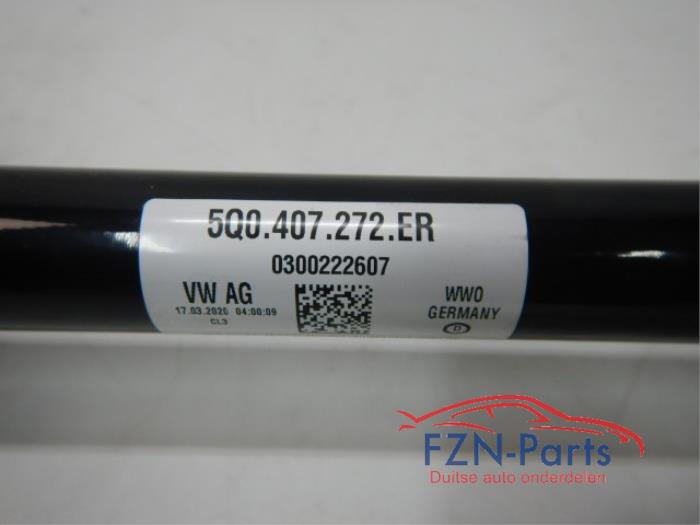 5Q0.407.272.ER
0300222607
VW AG
17.03.2020 04:00:09
CL3
WW0
GERMANY
D
FZN-Parts
Duitse auto onderdelen